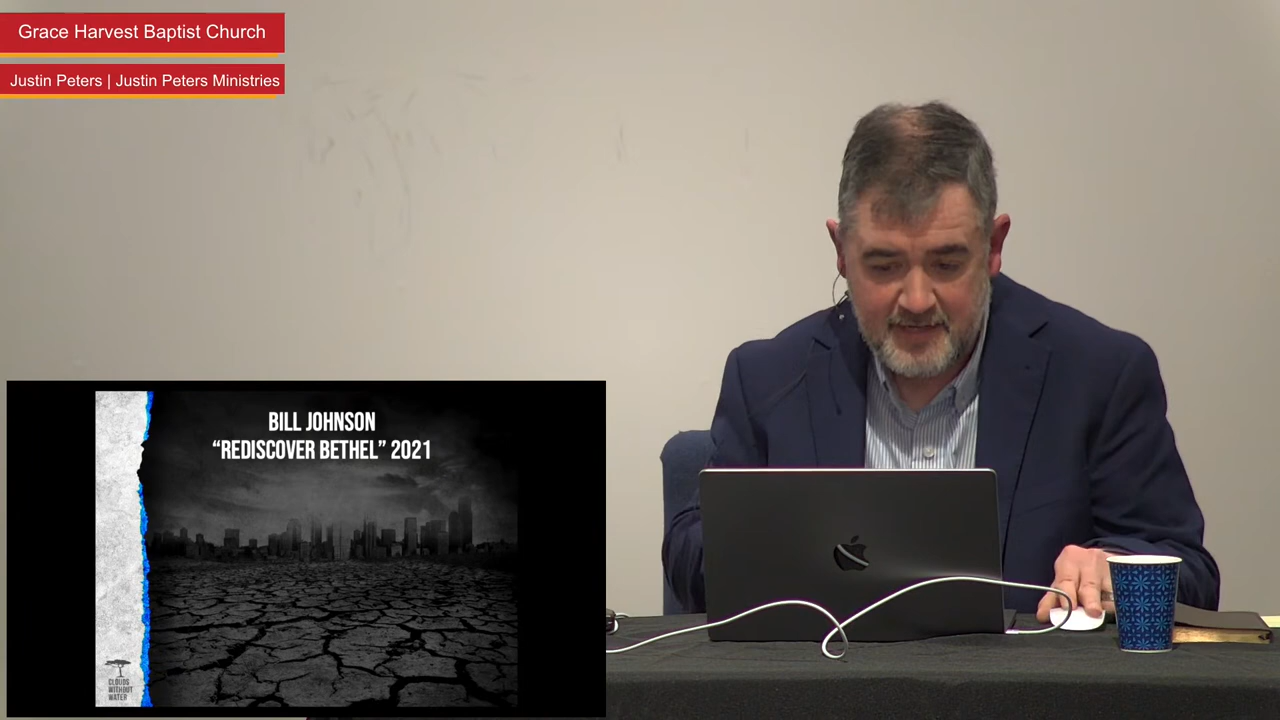 Grace Harvest Baptist Church
Justin Peters | Justin Peters Ministries
BILL JOHNSON
“REDISCOVER BETHEL” 2021
CLOUDS
WITHOUT
WATER